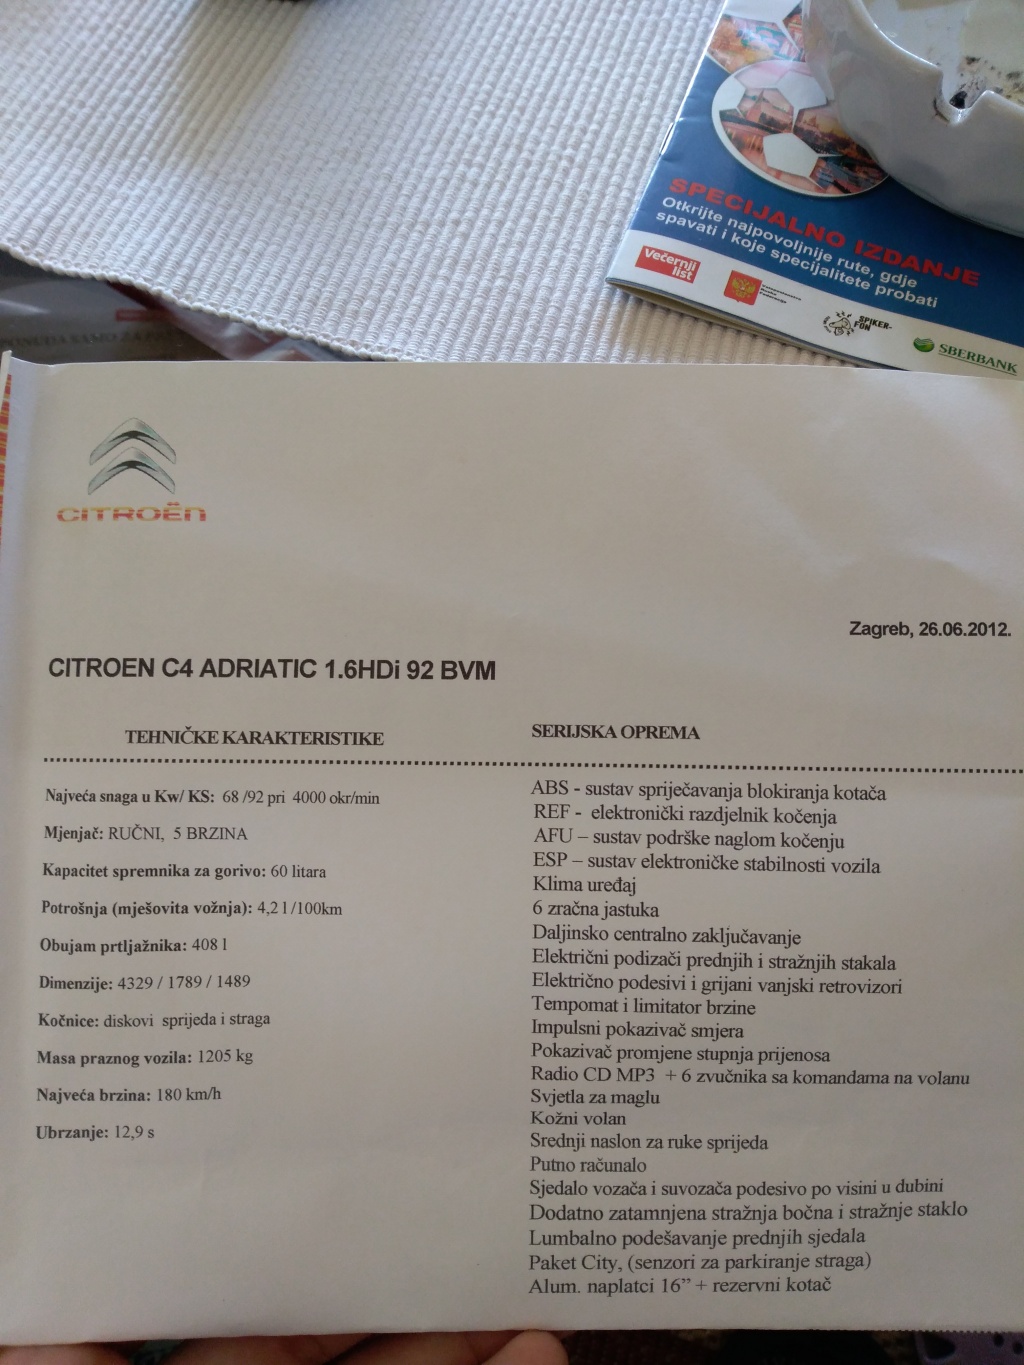 SPECIJALNO IZDANJE
Otkrijte najpovoljnije rute, gdje
spavati i koje specijalitete probati
Večernji
list
SPIKER-
FON
SBERBANK
PONUDA SAMO ZA
CITROËN
Zagreb, 26.06.2012.
CITROEN C4 ADRIATIC 1.6HDi 92 BVM
TEHNIČKE KARAKTERISTIKE
Najveća snaga u Kw/ KS: 68 /92 pri 4000 okr/min
Mjenjač: RUČNI, 5 BRZINA
Kapacitet spremnika za gorivo: 60 litara
Potrošnja (mješovita vožnja): 4,2 l /100km
Obujam prtljažnika: 408 l
Dimenzije: 4329 / 1789 / 1489
Kočnice: diskovi sprijeda i straga
Masa praznog vozila: 1205 kg
Najveća brzina: 180 km/h
Ubrzanje: 12,9 s
SERIJSKA OPREMA
ABS - sustav spriječavanja blokiranja kotača
REF - elektronički razdjelnik kočenja
AFU – sustav podrške naglom kočenju
ESP – sustav elektroničke stabilnosti vozila
Klima uređaj
6 zračna jastuka
Daljinsko centralno zaključavanje
Električni podizači prednjih i stražnjih stakala
Električno podesivi i grijani vanjski retrovizori
Tempomat i limitator brzine
Impulsni pokazivač smjera
Pokazivač promjene stupnja prijenosa
Radio CD MP3 + 6 zvučnika sa komandama na volanu
Svjetla za maglu
Kožni volan
Srednji naslon za ruke sprijeda
Putno računalo
Sjedalo vozača i suvozača podesivo po visini u dubini
Dodatno zatamnjena stražnja bočna i stražnje staklo
Lumbalno podešavanje prednjih sjedala
Paket City, (senzori za parkiranje straga)
Alum. naplatci 16” + rezervni kotač